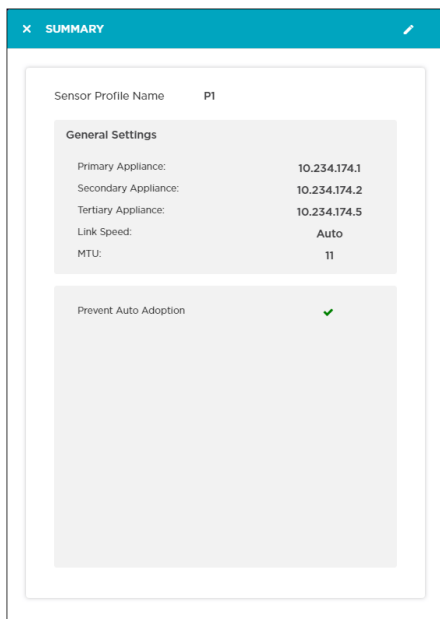 SUMMARY
Sensor Profile Name P1
General Settings
Primary Appliance: 10.234.174.1
Secondary Appliance: 10.234.174.2
Tertiary Appliance: 10.234.174.5
Link Speed: Auto
MTU: 11
Prevent Auto Adoption